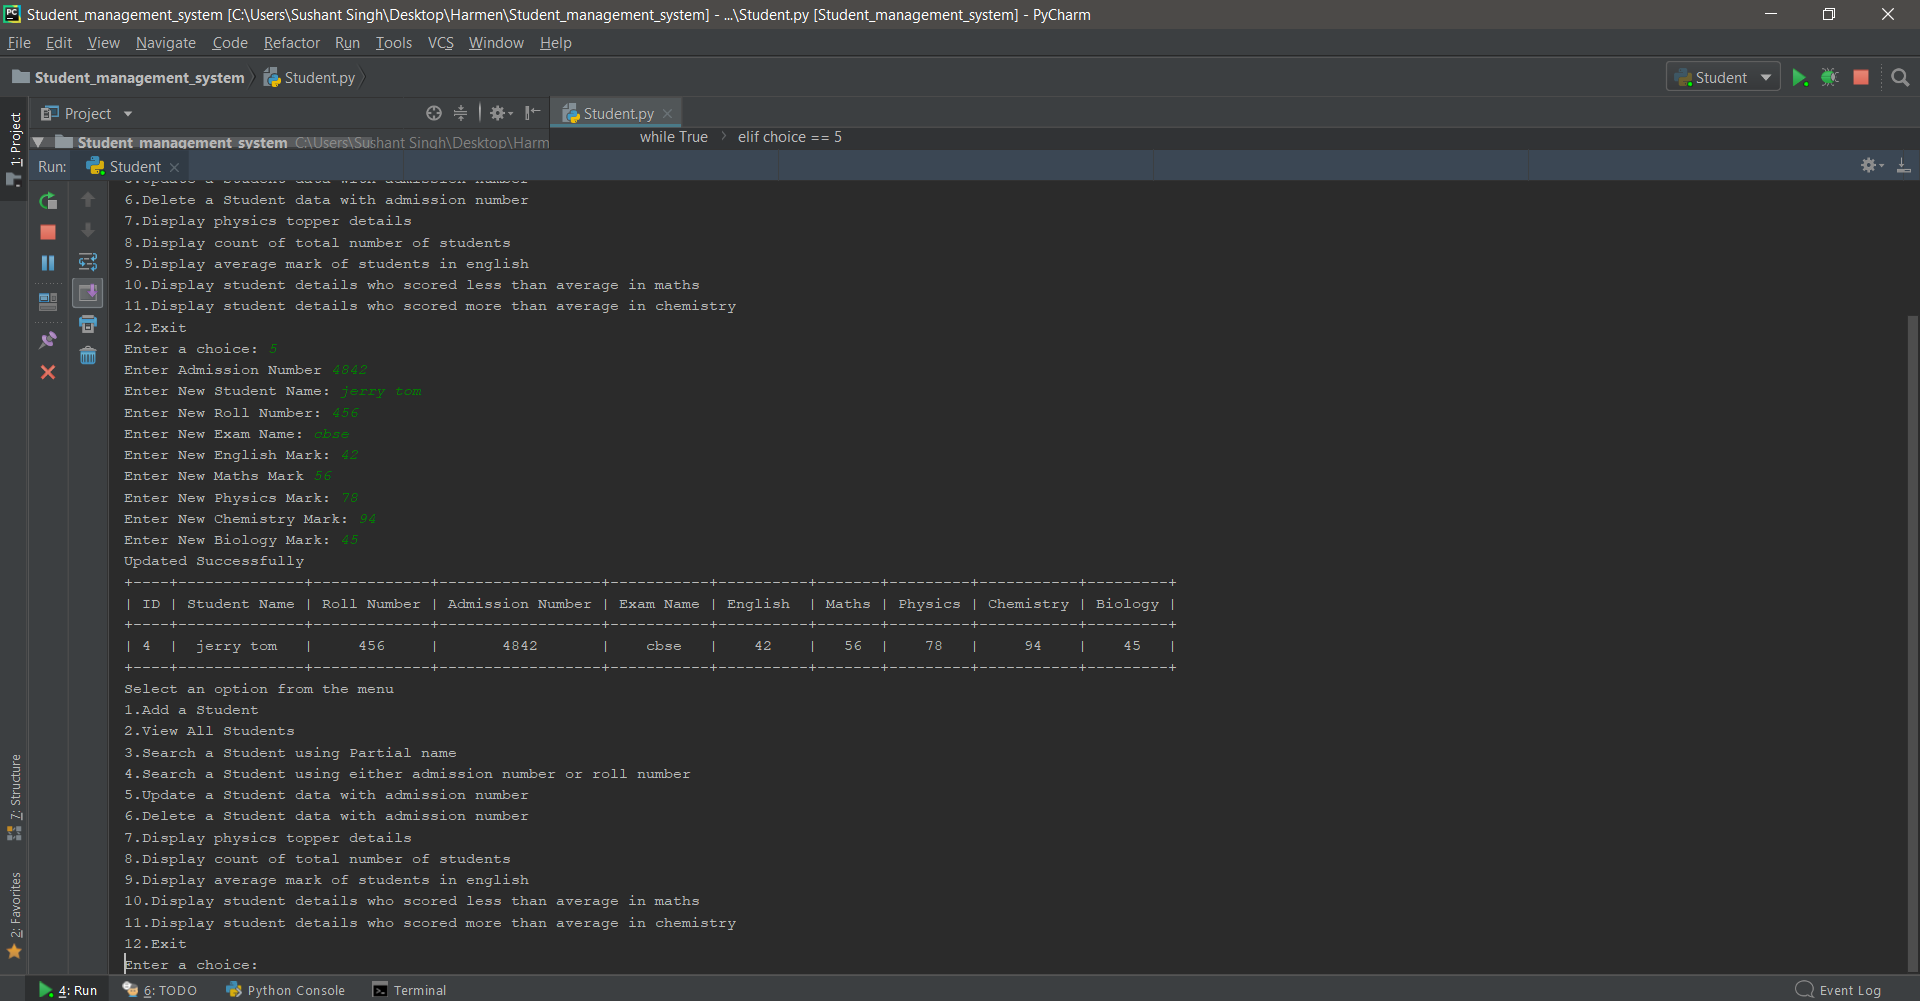 Student_management_system [C:\Users\Sushant Singh\Desktop\Harmen\Student_management_system] - ...\Student.py [Student_management_system] - PyCharm
File Edit View Navigate Code Refactor Run Tools VCS Window Help
Student_management_system Student.py Student
Project Student.py
1: Project
Student_management_system C:\Users\Sushant Singh\Desktop\Harm while True elif choice == 5
Run: Student
5.Update a Student data with admission number
6.Delete a Student data with admission number
7.Display physics topper details
8.Display count of total number of students
9.Display average mark of students in english
10.Display student details who scored less than average in maths
11.Display student details who scored more than average in chemistry
12.Exit
Enter a choice: 5
Enter Admission Number 4842
Enter New Student Name: jerry tom
Enter New Roll Number: 456
Enter New Exam Name: cbse
Enter New English Mark: 42
Enter New Maths Mark 56
Enter New Physics Mark: 78
Enter New Chemistry Mark: 94
Enter New Biology Mark: 45
Updated Successfully
+----+--------------+-------------+------------------+-----------+----------+-------+---------+-----------+---------+
| ID | Student Name | Roll Number | Admission Number | Exam Name | English  | Maths | Physics | Chemistry | Biology |
+----+--------------+-------------+------------------+-----------+----------+-------+---------+-----------+---------+
| 4  |  jerry tom   |     456     |       4842       |    cbse   |    42    |   56  |    78   |     94    |    45   |
+----+--------------+-------------+------------------+-----------+----------+-------+---------+-----------+---------+
Select an option from the menu
1.Add a Student
2.View All Students
3.Search a Student using Partial name
4.Search a Student using either admission number or roll number
5.Update a Student data with admission number
6.Delete a Student data with admission number
7.Display physics topper details
8.Display count of total number of students
9.Display average mark of students in english
10.Display student details who scored less than average in maths
11.Display student details who scored more than average in chemistry
12.Exit
Enter a choice:
7: Structure
2: Favorites
4: Run 6: TODO Python Console Terminal Event Log